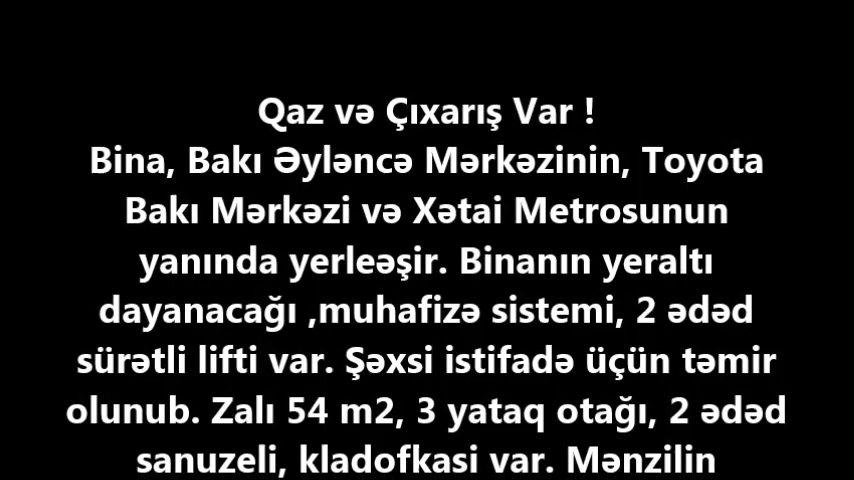 Qaz və Çıxarış Var !
Bina, Bakı Əyləncə Mərkəzinin, Toyota
Bakı Mərkəzi və Xətai Metrosunun
yanında yerleəşir. Binanın yeraltı
dayanacağı ,muhafizə sistemi, 2 ədəd
sürətli lifti var. Şəxsi istifadə üçün təmir
olunub. Zalı 54 m2, 3 yataq otağı, 2 ədəd
sanuzeli, kladofkasi var. Mənzilin